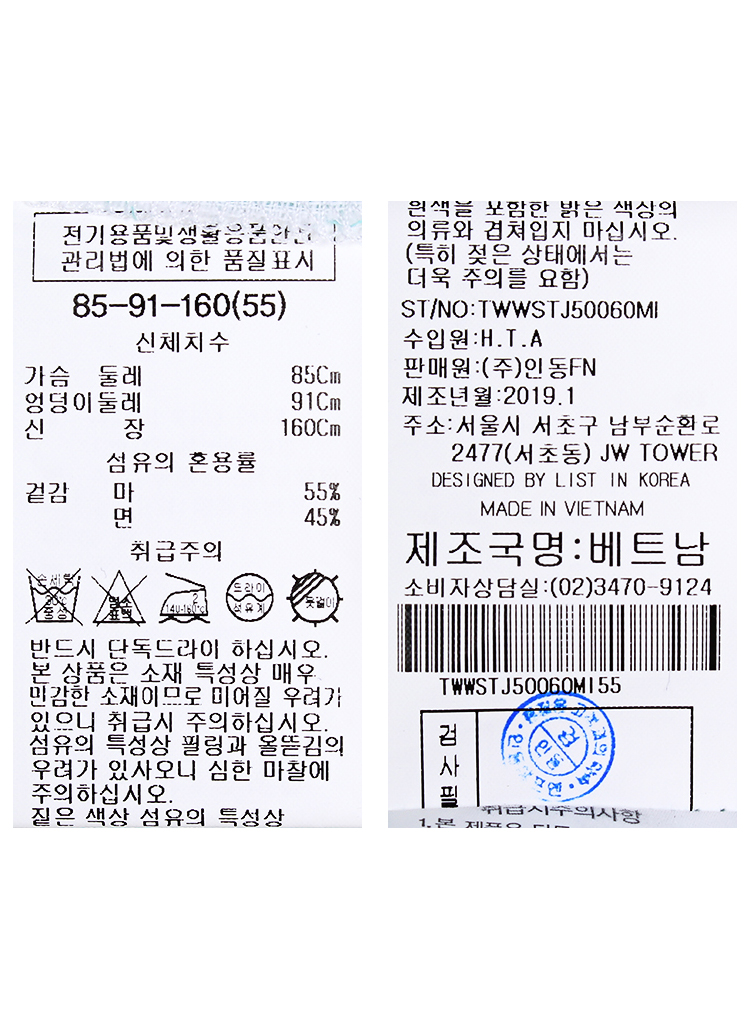 전기용품및생활용품안전
관리법에 의한 품질표시
85-91-160(55)
신체치수
가슴 둘레 85Cm
엉덩이둘레 91Cm
신 장 160Cm
섬유의 혼용률
겉감 마 55%
면 45%
취급주의
손세탁 염소 2 드라이 옷걸이
30℃ 표백 140-160℃ 석유계
중성
반드시 단독드라이 하십시오.
본 상품은 소재 특성상 매우
민감한 소재이므로 미어질 우려가
있으니 취급시 주의하십시오.
섬유의 특성상 필링과 올뜯김의
우려가 있사오니 심한 마찰에
주의하십시오.
짙은 색상 섬유의 특성상
흰색을 포함한 밝은 색상의
의류와 겹쳐입지 마십시오.
(특히 젖은 상태에서는
더욱 주의를 요함)
ST/NO:TWWSTJ50060MI
수입원:H.T.A
판매원:(주)인동FN
제조년월:2019.1
주소:서울시 서초구 남부순환로
2477(서초동) JW TOWER
DESIGNED BY LIST IN KOREA
MADE IN VIETNAM
제조국명:베트남
소비자상담실:(02)3470-9124
TWWSTJ50060MI55
검
사
필
취급시주의사항
1.본 제품은